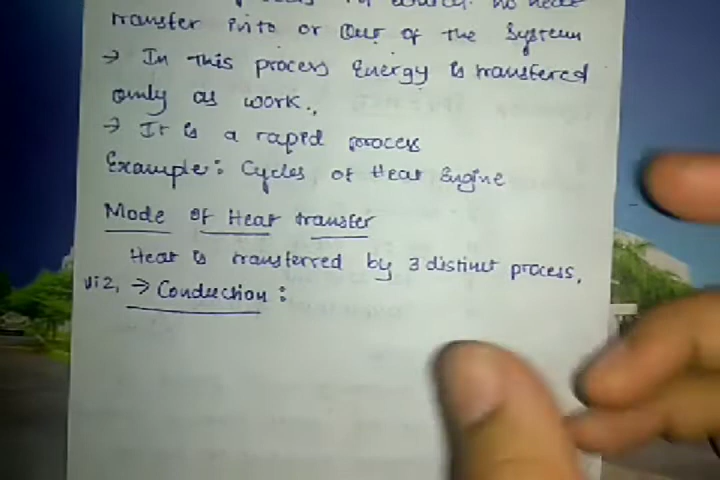 no heat
transfer into or Out of the System
→ In this process Energy is transferred
only as work.,
→ It is a rapid process
Example: Cycles of Heat Engine
Mode of Heat transfer
Heat is transferred by 3 distinct process,
viz, → Conduction :